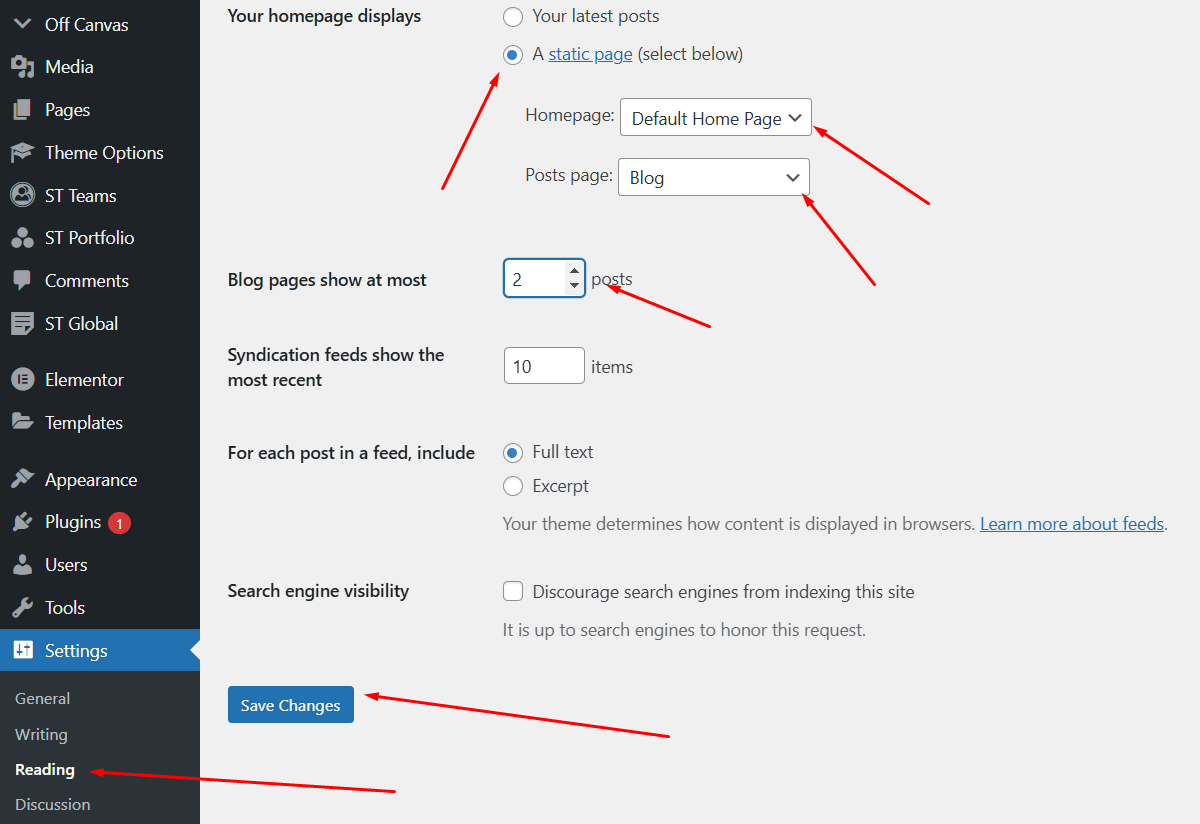 Off Canvas
Media
Pages
Theme Options
ST Teams
ST Portfolio
Comments
ST Global
Elementor
Templates
Appearance
Plugins 1
Users
Tools
Settings
General
Writing
Reading
Discussion
Your homepage displays
Your latest posts
A static page (select below)
Homepage: Default Home Page
Posts page: Blog
Blog pages show at most 2 posts
Syndication feeds show the
most recent
10 items
For each post in a feed, include
Full text
Excerpt
Your theme determines how content is displayed in browsers. Learn more about feeds.
Search engine visibility
Discourage search engines from indexing this site
It is up to search engines to honor this request.
Save Changes